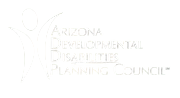 ARIZONA
DEVELOPMENTAL
DISABILITIES
PLANNING COUNCIL